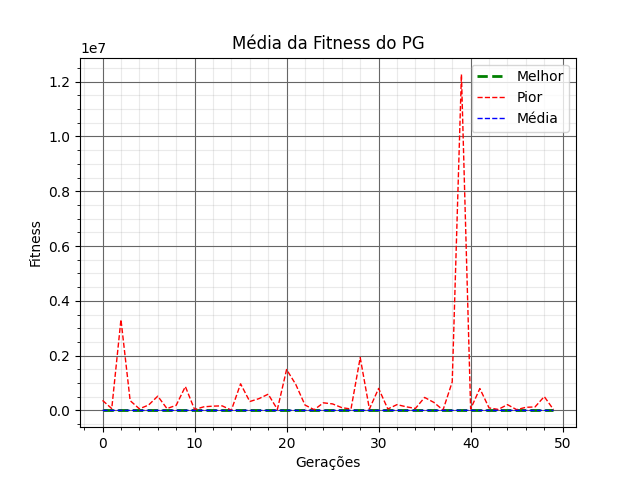 Média da Fitness do PG
1e7
Melhor
Pior
Média
1.2
1.0
0.8
0.6
0.4
0.2
0.0
Fitness
0 10 20 30 40 50
Gerações